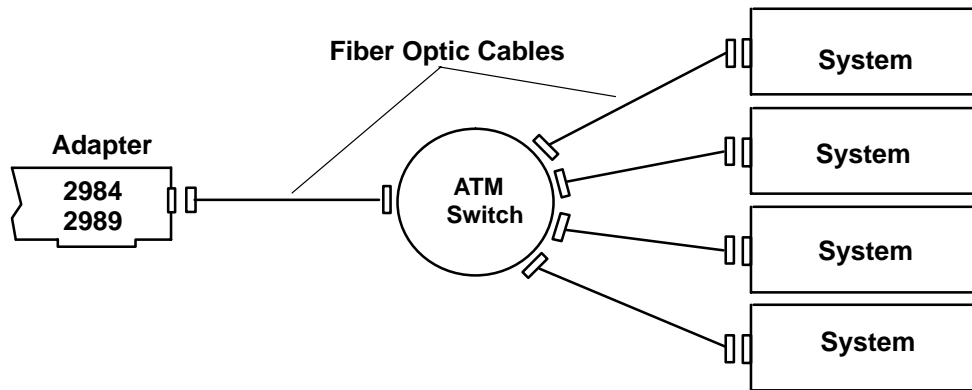 Fiber Optic Cables
Adapter
2984
2989
ATM
Switch
System
System
System
System